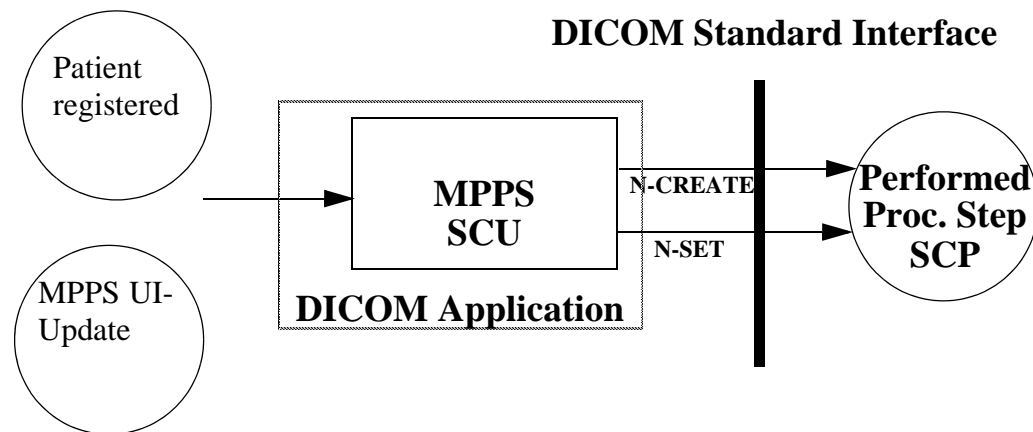 DICOM Standard Interface
Patient
registered
MPPS
SCU
N-CREATE
N-SET
Performed
Proc. Step
SCP
MPPS UI-
Update
DICOM Application